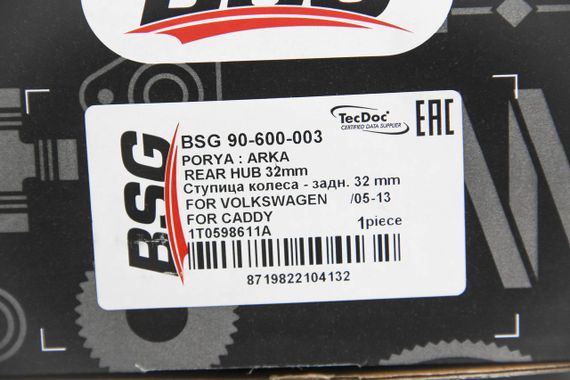 BSG
BSG
BSG 90-600-003
TecDoc
CERTIFIED DATA SUPPLIER
EAC
PORYA : ARKA
REAR HUB 32mm
Ступица колеса - задн. 32 mm
FOR VOLKSWAGEN /05-13
FOR CADDY
1T0598611A 1piece
8719822104132